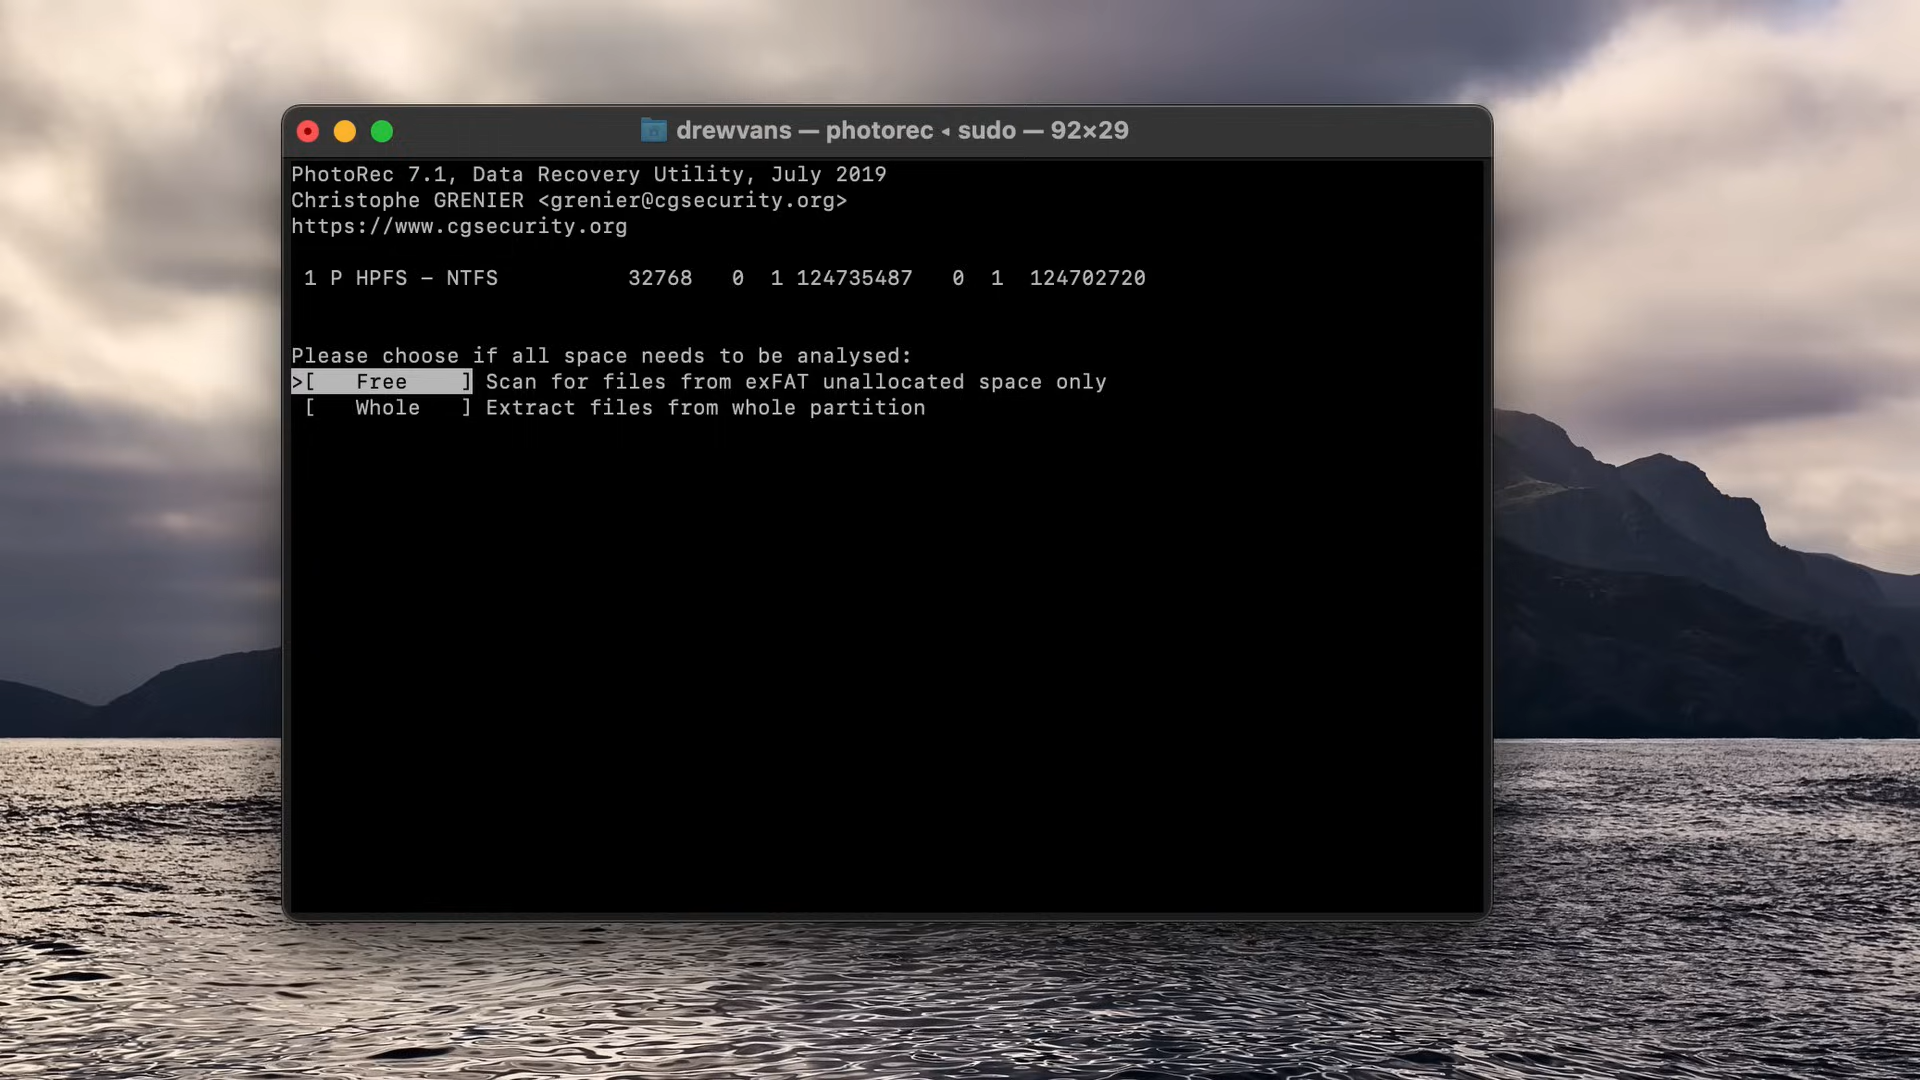 drewvans — photorec ◂ sudo — 92×29
PhotoRec 7.1, Data Recovery Utility, July 2019
Christophe GRENIER <grenier@cgsecurity.org>
https://www.cgsecurity.org
1 P HPFS – NTFS 32768 0 1 124735487 0 1 124702720
Please choose if all space needs to be analysed:
>[ Free ] Scan for files from exFAT unallocated space only
[ Whole ] Extract files from whole partition